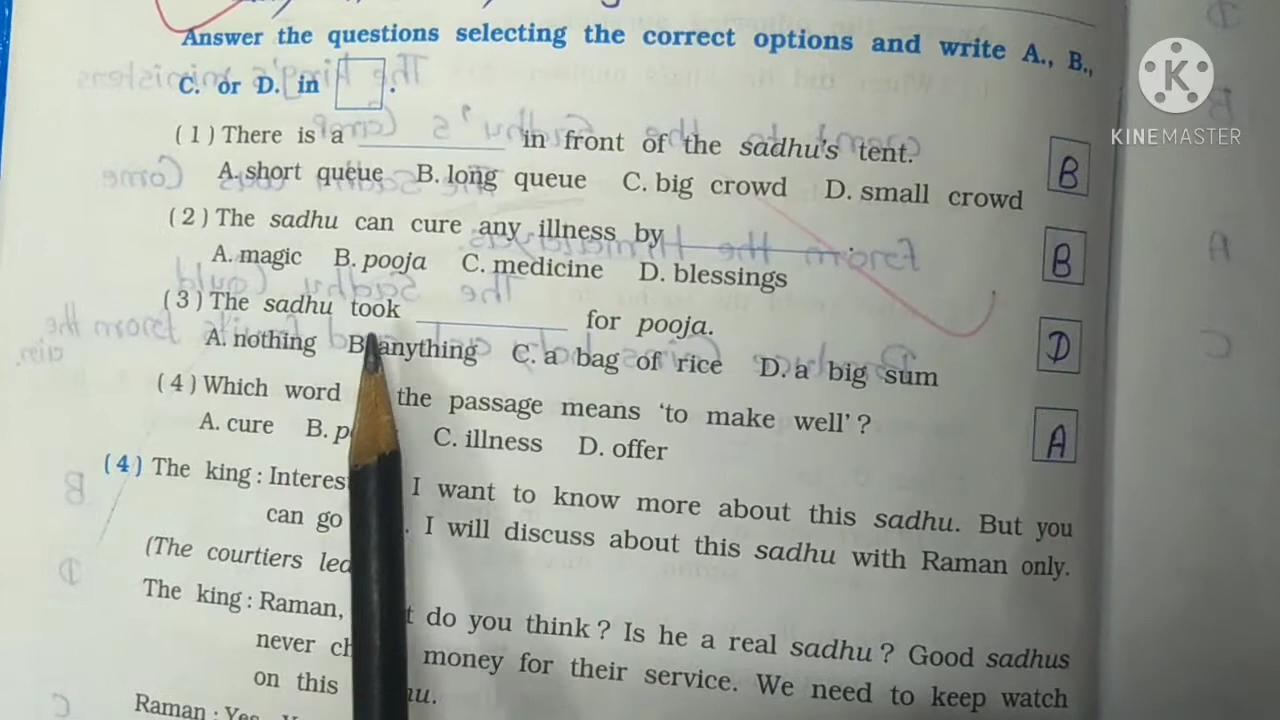 Answer the questions selecting the correct options and write A., B.,
C. or D. in .
KINEMASTER
(1) There is a ________ in front of the sadhu's tent. B
A. short queue B. long queue C. big crowd D. small crowd
(2) The sadhu can cure any illness by ________. B
A. magic B. pooja C. medicine D. blessings
(3) The sadhu took ________ for pooja. D
A. nothing B. anything C. a bag of rice D. a big sum
(4) Which word the passage means 'to make well'? A
A. cure B. C. illness D. offer
(4) The king : I want to know more about this sadhu. But you
can go I will discuss about this sadhu with Raman only.
(The courtiers
The king : Raman, do you think? Is he a real sadhu? Good sadhus
never money for their service. We need to keep watch
on this
Raman : Yes,